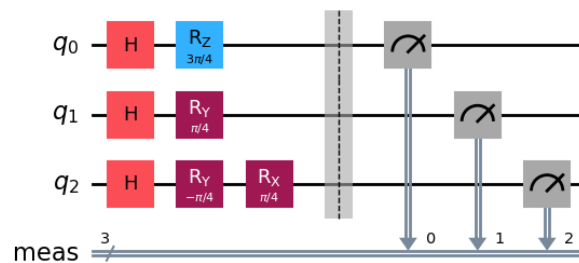 q0 H RZ 3π/4
q1 H RY π/4
q2 H RY −π/4 RX π/4
meas 3 0 1 2